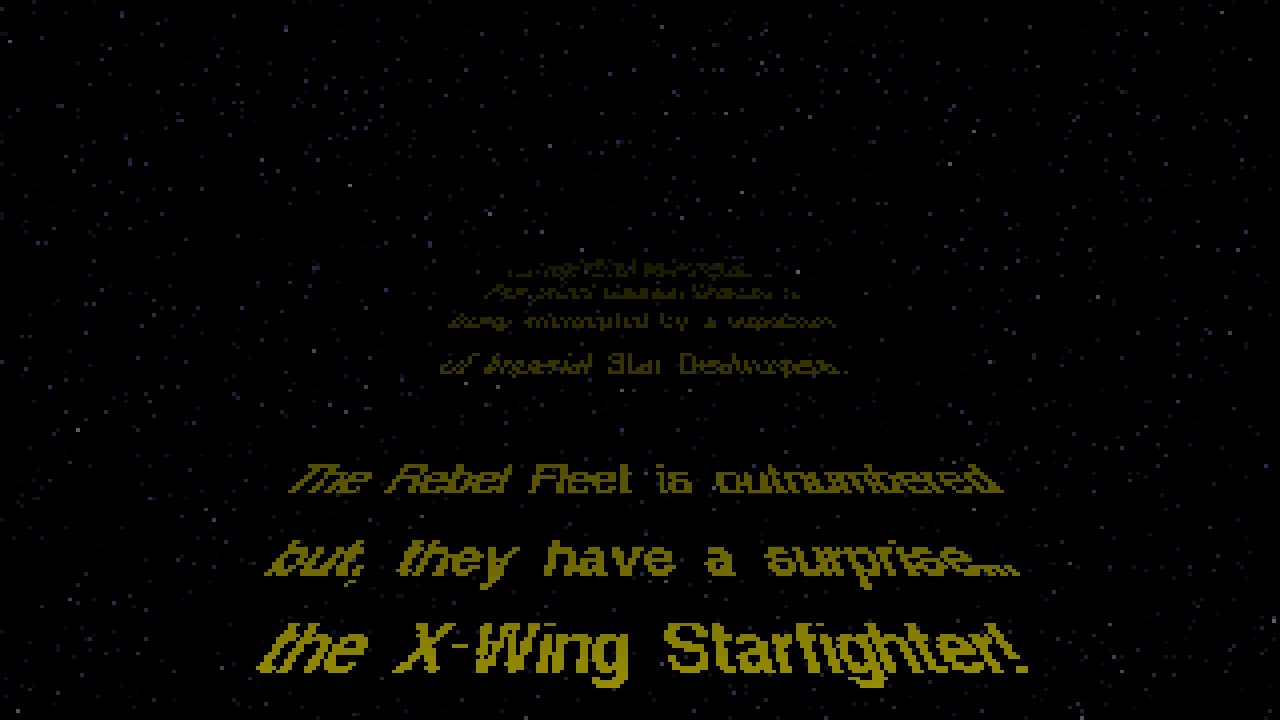 being intercepted by a squadron
of Imperial Star Destroyers.
The Rebel Fleet is outnumbered
but, they have a surprise...
the X-Wing Starfighter!